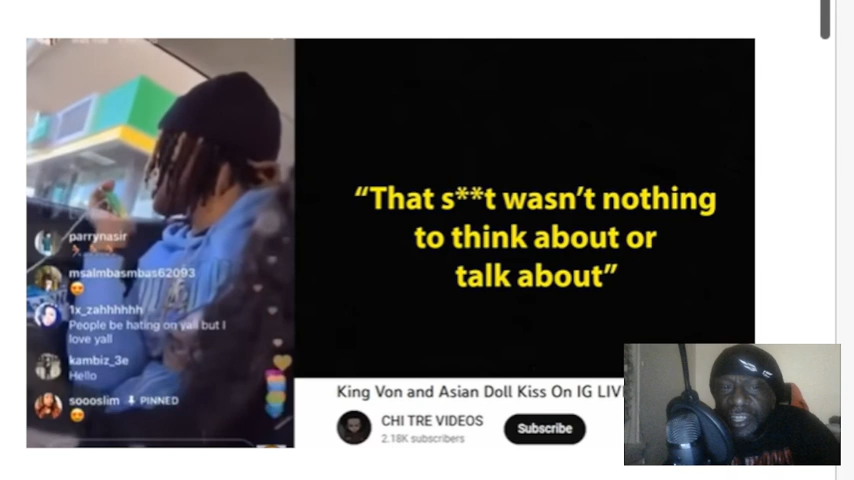 parrynasir
msalmbasmbas62093
1x_zahhhhhh
People be hating on yall but I
love yall
kambiz_3e
Hello
soooslim PINNED
“That s**t wasn’t nothing
to think about or
talk about”
King Von and Asian Doll Kiss On IG LIV
CHI TRE VIDEOS
2.18K subscribers
Subscribe